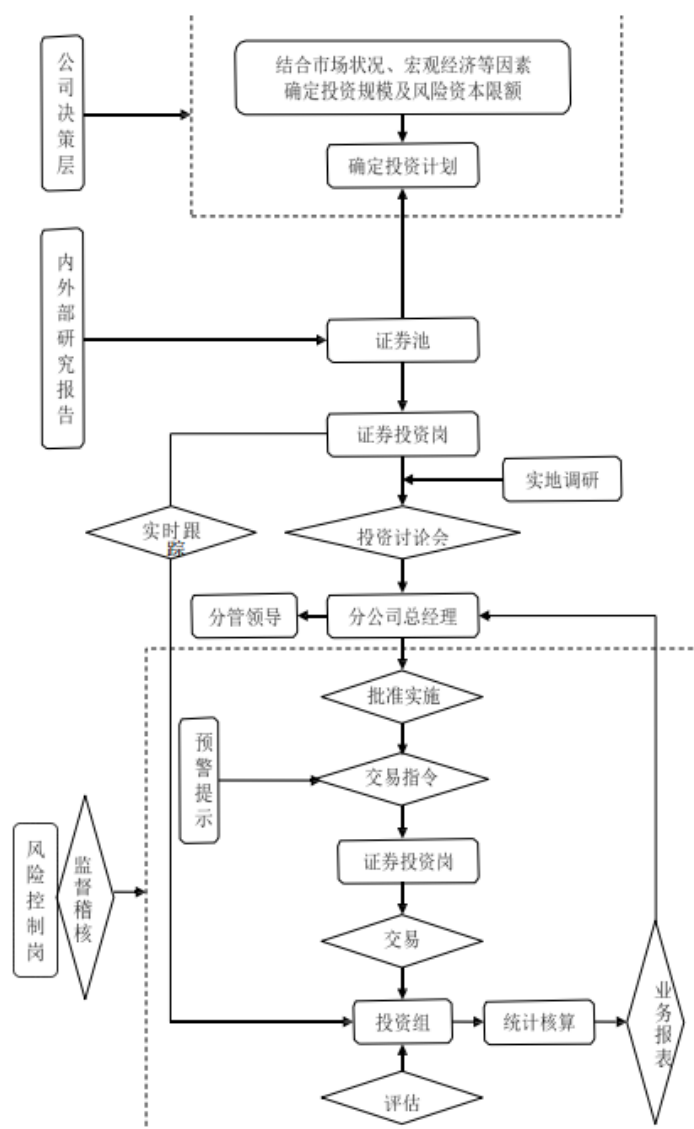 公司决策层
结合市场状况、宏观经济等因素
确定投资规模及风险资本限额
确定投资计划
内外部研究报告
证券池
证券投资岗
实地调研
实时跟
踪
投资讨论会
分管领导
分公司总经理
批准实施
预警提示
交易指令
风险控制岗
监督稽核
证券投资岗
交易
投资组
统计核算
业务报表
评估